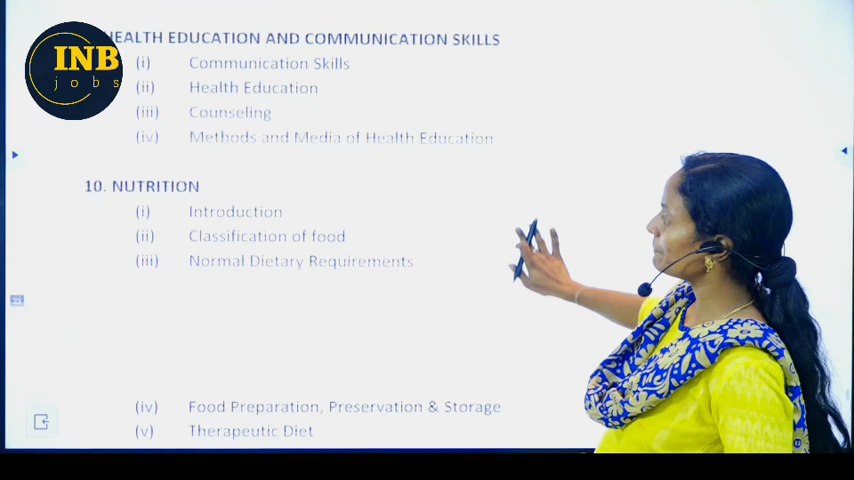 HEALTH EDUCATION AND COMMUNICATION SKILLS
INB
jobs
(i) Communication Skills
(ii) Health Education
(iii) Counseling
(iv) Methods and Media of Health Education
10. NUTRITION
(i) Introduction
(ii) Classification of food
(iii) Normal Dietary Requirements
(iv) Food Preparation, Preservation & Storage
(v) Therapeutic Diet